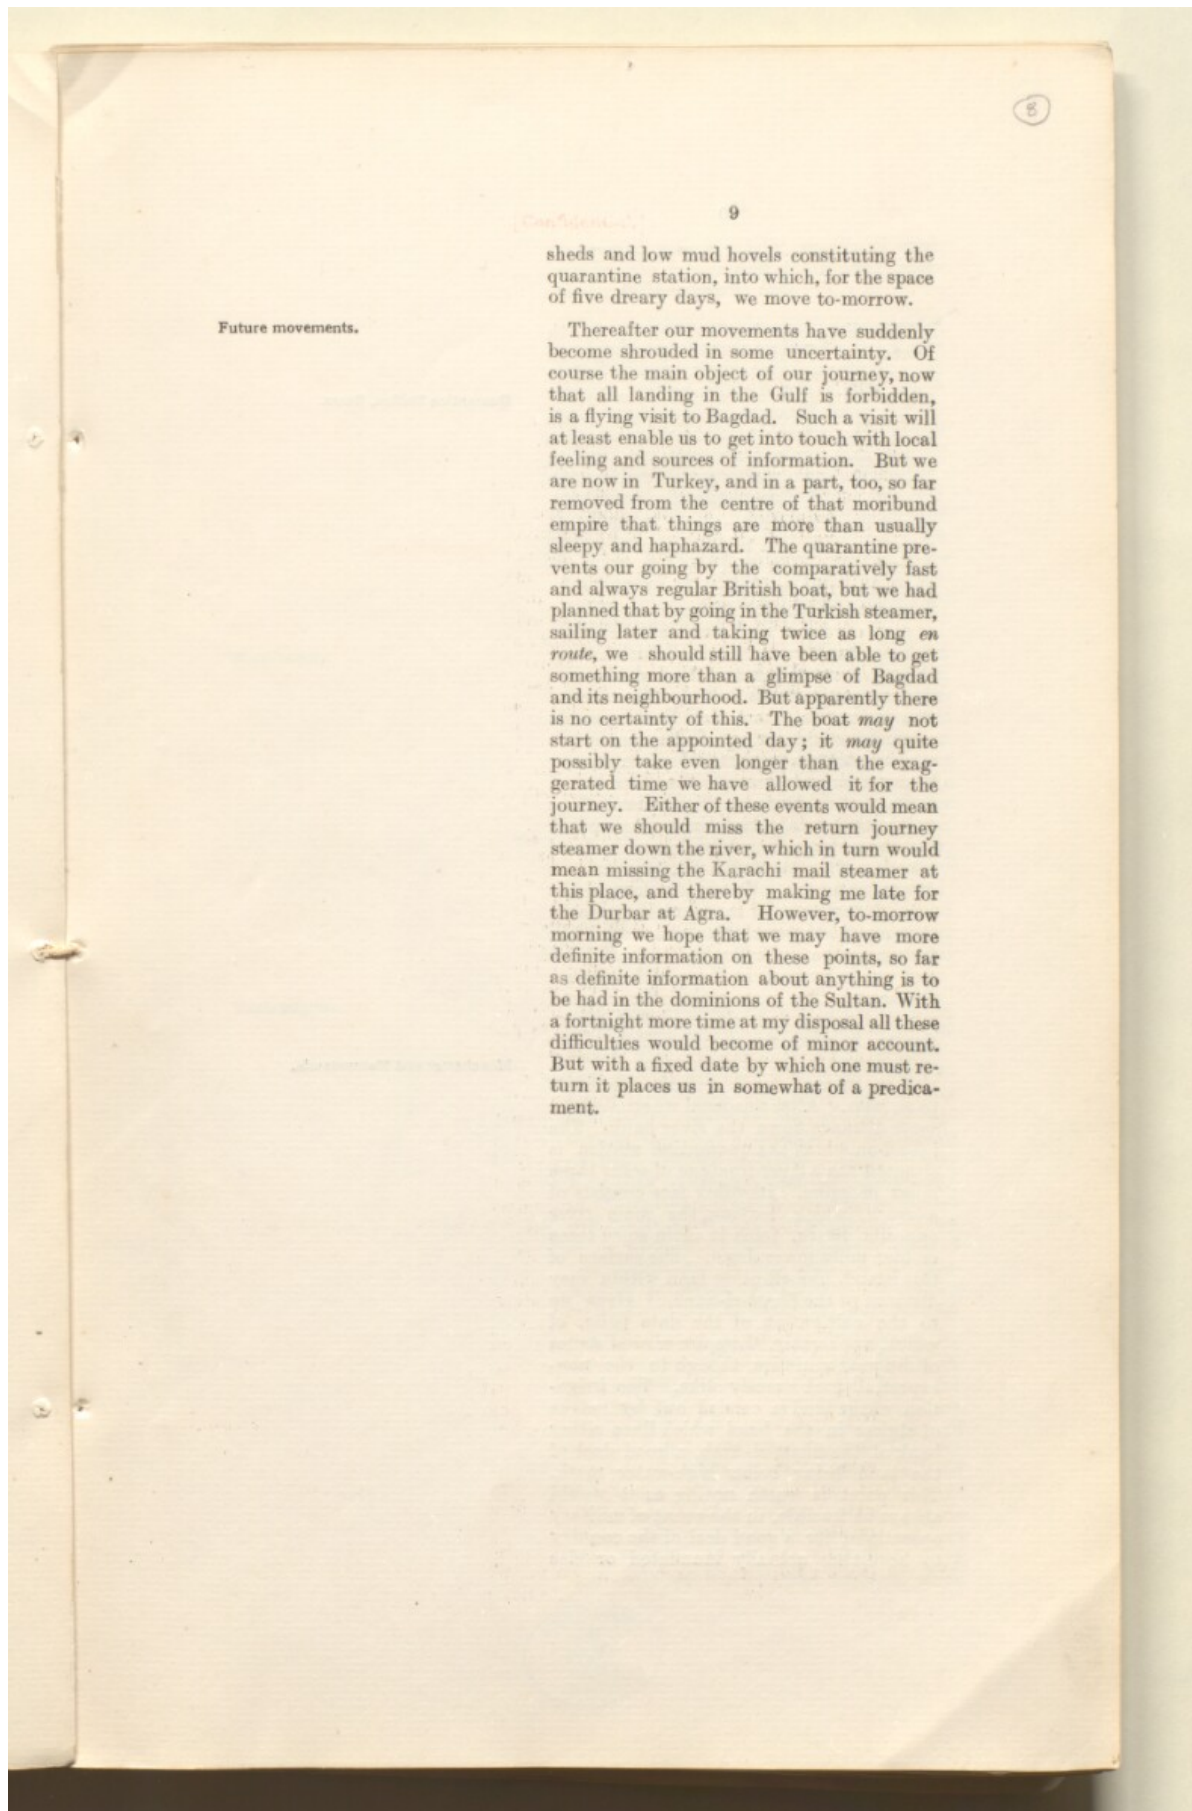 8
9
sheds and low mud hovels constituting the
quarantine station, into which, for the space
of five dreary days, we move to-morrow.
Future movements.
Thereafter our movements have suddenly
become shrouded in some uncertainty. Of
course the main object of our journey, now
that all landing in the Gulf is forbidden,
is a flying visit to Bagdad. Such a visit will
at least enable us to get into touch with local
feeling and sources of information. But we
are now in Turkey, and in a part, too, so far
removed from the centre of that moribund
empire that things are more than usually
sleepy and haphazard. The quarantine pre-
vents our going by the comparatively fast
and always regular British boat, but we had
planned that by going in the Turkish steamer,
sailing later and taking twice as long en
route, we should still have been able to get
something more than a glimpse of Bagdad
and its neighbourhood. But apparently there
is no certainty of this. The boat may not
start on the appointed day; it may quite
possibly take even longer than the exag-
gerated time we have allowed it for the
journey. Either of these events would mean
that we should miss the return journey
steamer down the river, which in turn would
mean missing the Karachi mail steamer at
this place, and thereby making me late for
the Durbar at Agra. However, to-morrow
morning we hope that we may have more
definite information on these points, so far
as definite information about anything is to
be had in the dominions of the Sultan. With
a fortnight more time at my disposal all these
difficulties would become of minor account.
But with a fixed date by which one must re-
turn it places us in somewhat of a predica-
ment.